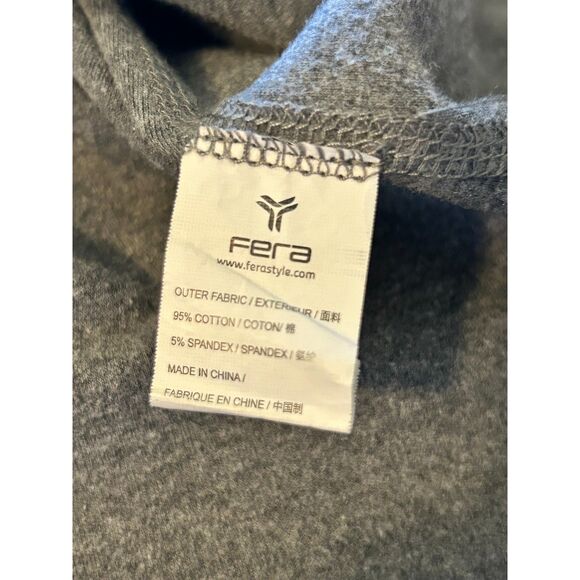 Fera
www.ferastyle.com
OUTER FABRIC / EXTERIEUR / 面料
95% COTTON / COTON/ 棉
5% SPANDEX / SPANDEX / 氨纶
MADE IN CHINA /
FABRIQUE EN CHINE / 中国制